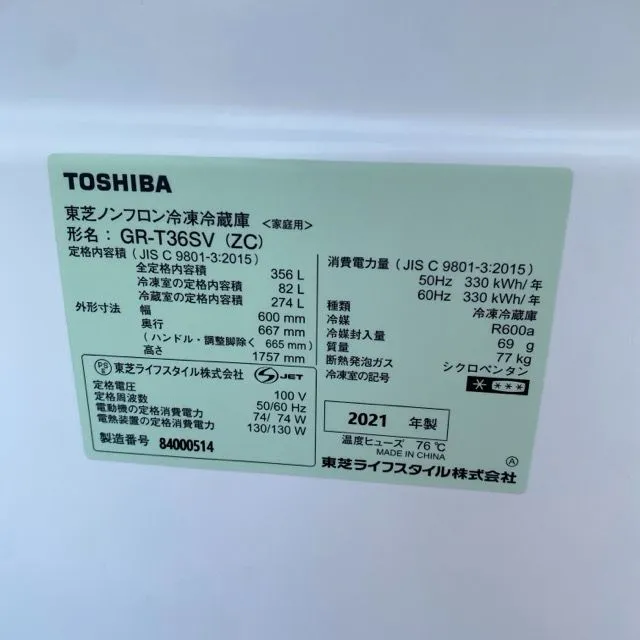 TOSHIBA
東芝ノンフロン冷凍冷蔵庫 <家庭用>
形名： GR-T36SV (ZC)
定格内容積 (JIS C 9801-3:2015)
全定格内容積 356 L
冷凍室の定格内容積 82 L
冷蔵室の定格内容積 274 L
外形寸法 幅 600 mm
奥行 667 mm
(ハンドル・調整脚除く 665 mm)
高さ 1757 mm
消費電力量 (JIS C 9801-3:2015)
50Hz 330 kWh/年
60Hz 330 kWh/年
種類 冷凍冷蔵庫
冷媒 R600a
冷媒封入量 69 g
質量 77 kg
断熱発泡ガス シクロペンタン
冷凍室の記号 * ***
PS E 東芝ライフスタイル株式会社 S JET
定格電圧 100 V
定格周波数 50/60 Hz
電動機の定格消費電力 74/ 74 W
電熱装置の定格消費電力 130/130 W
製造番号 84000514
2021 年製
温度ヒューズ 76℃
MADE IN CHINA
東芝ライフスタイル株式会社 A